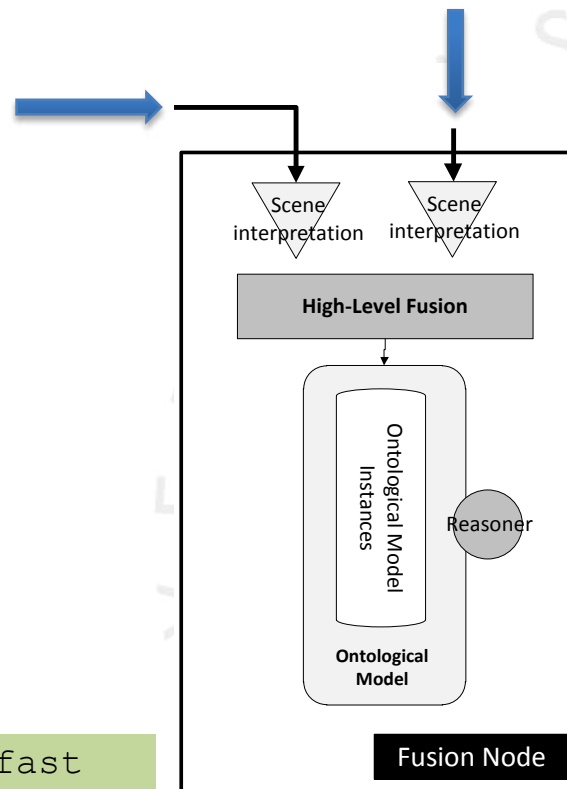 Scene
interpretation
Scene
interpretation
High-Level Fusion
Ontological Model
Instances
Reasoner
Ontological
Model
fast
Fusion Node